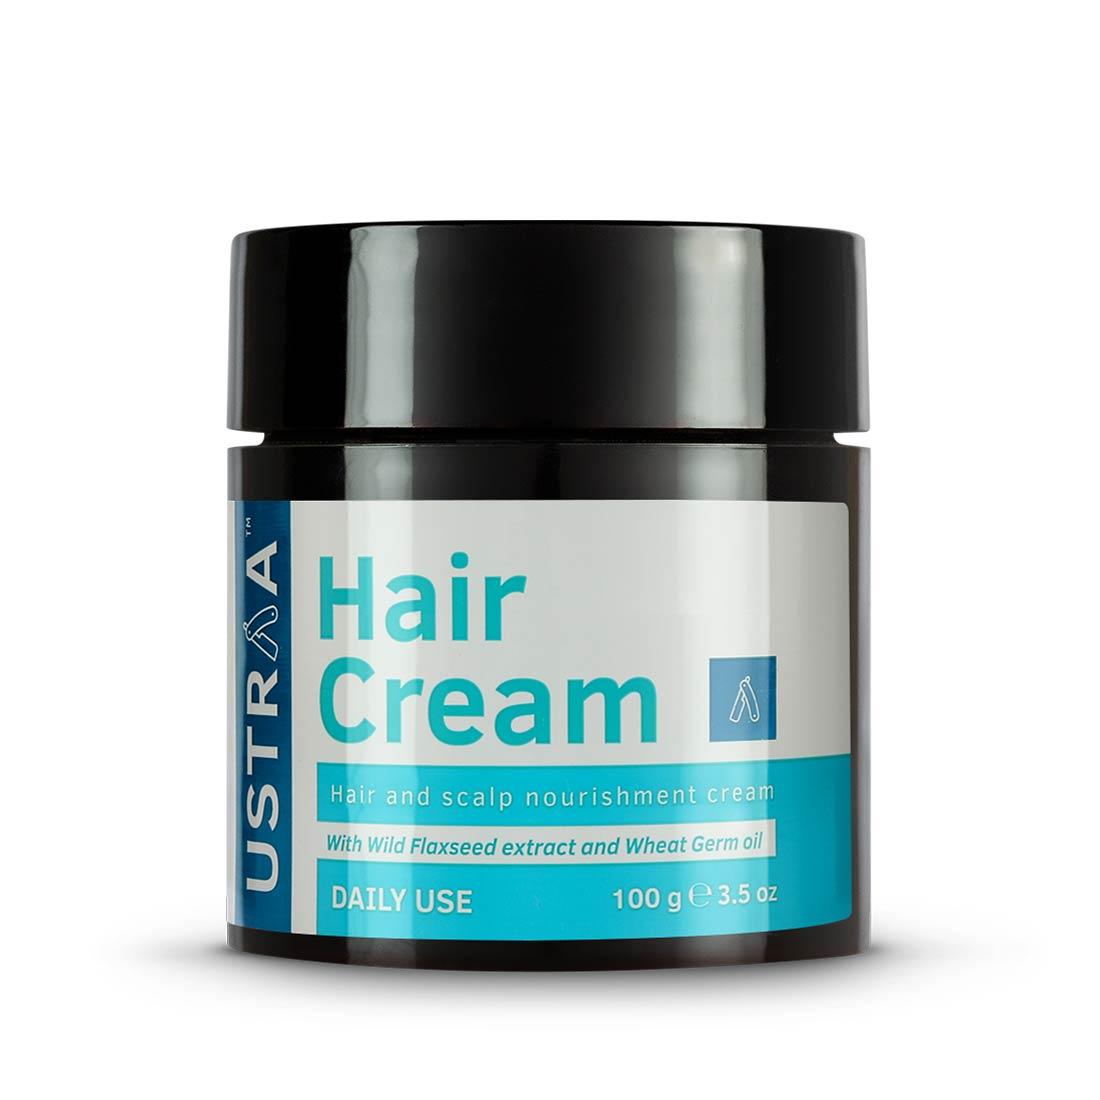 USTRAA™
Hair
Cream
Hair and scalp nourishment cream
With Wild Flaxseed extract and Wheat Germ oil
DAILY USE
100 g ℮ 3.5 oz